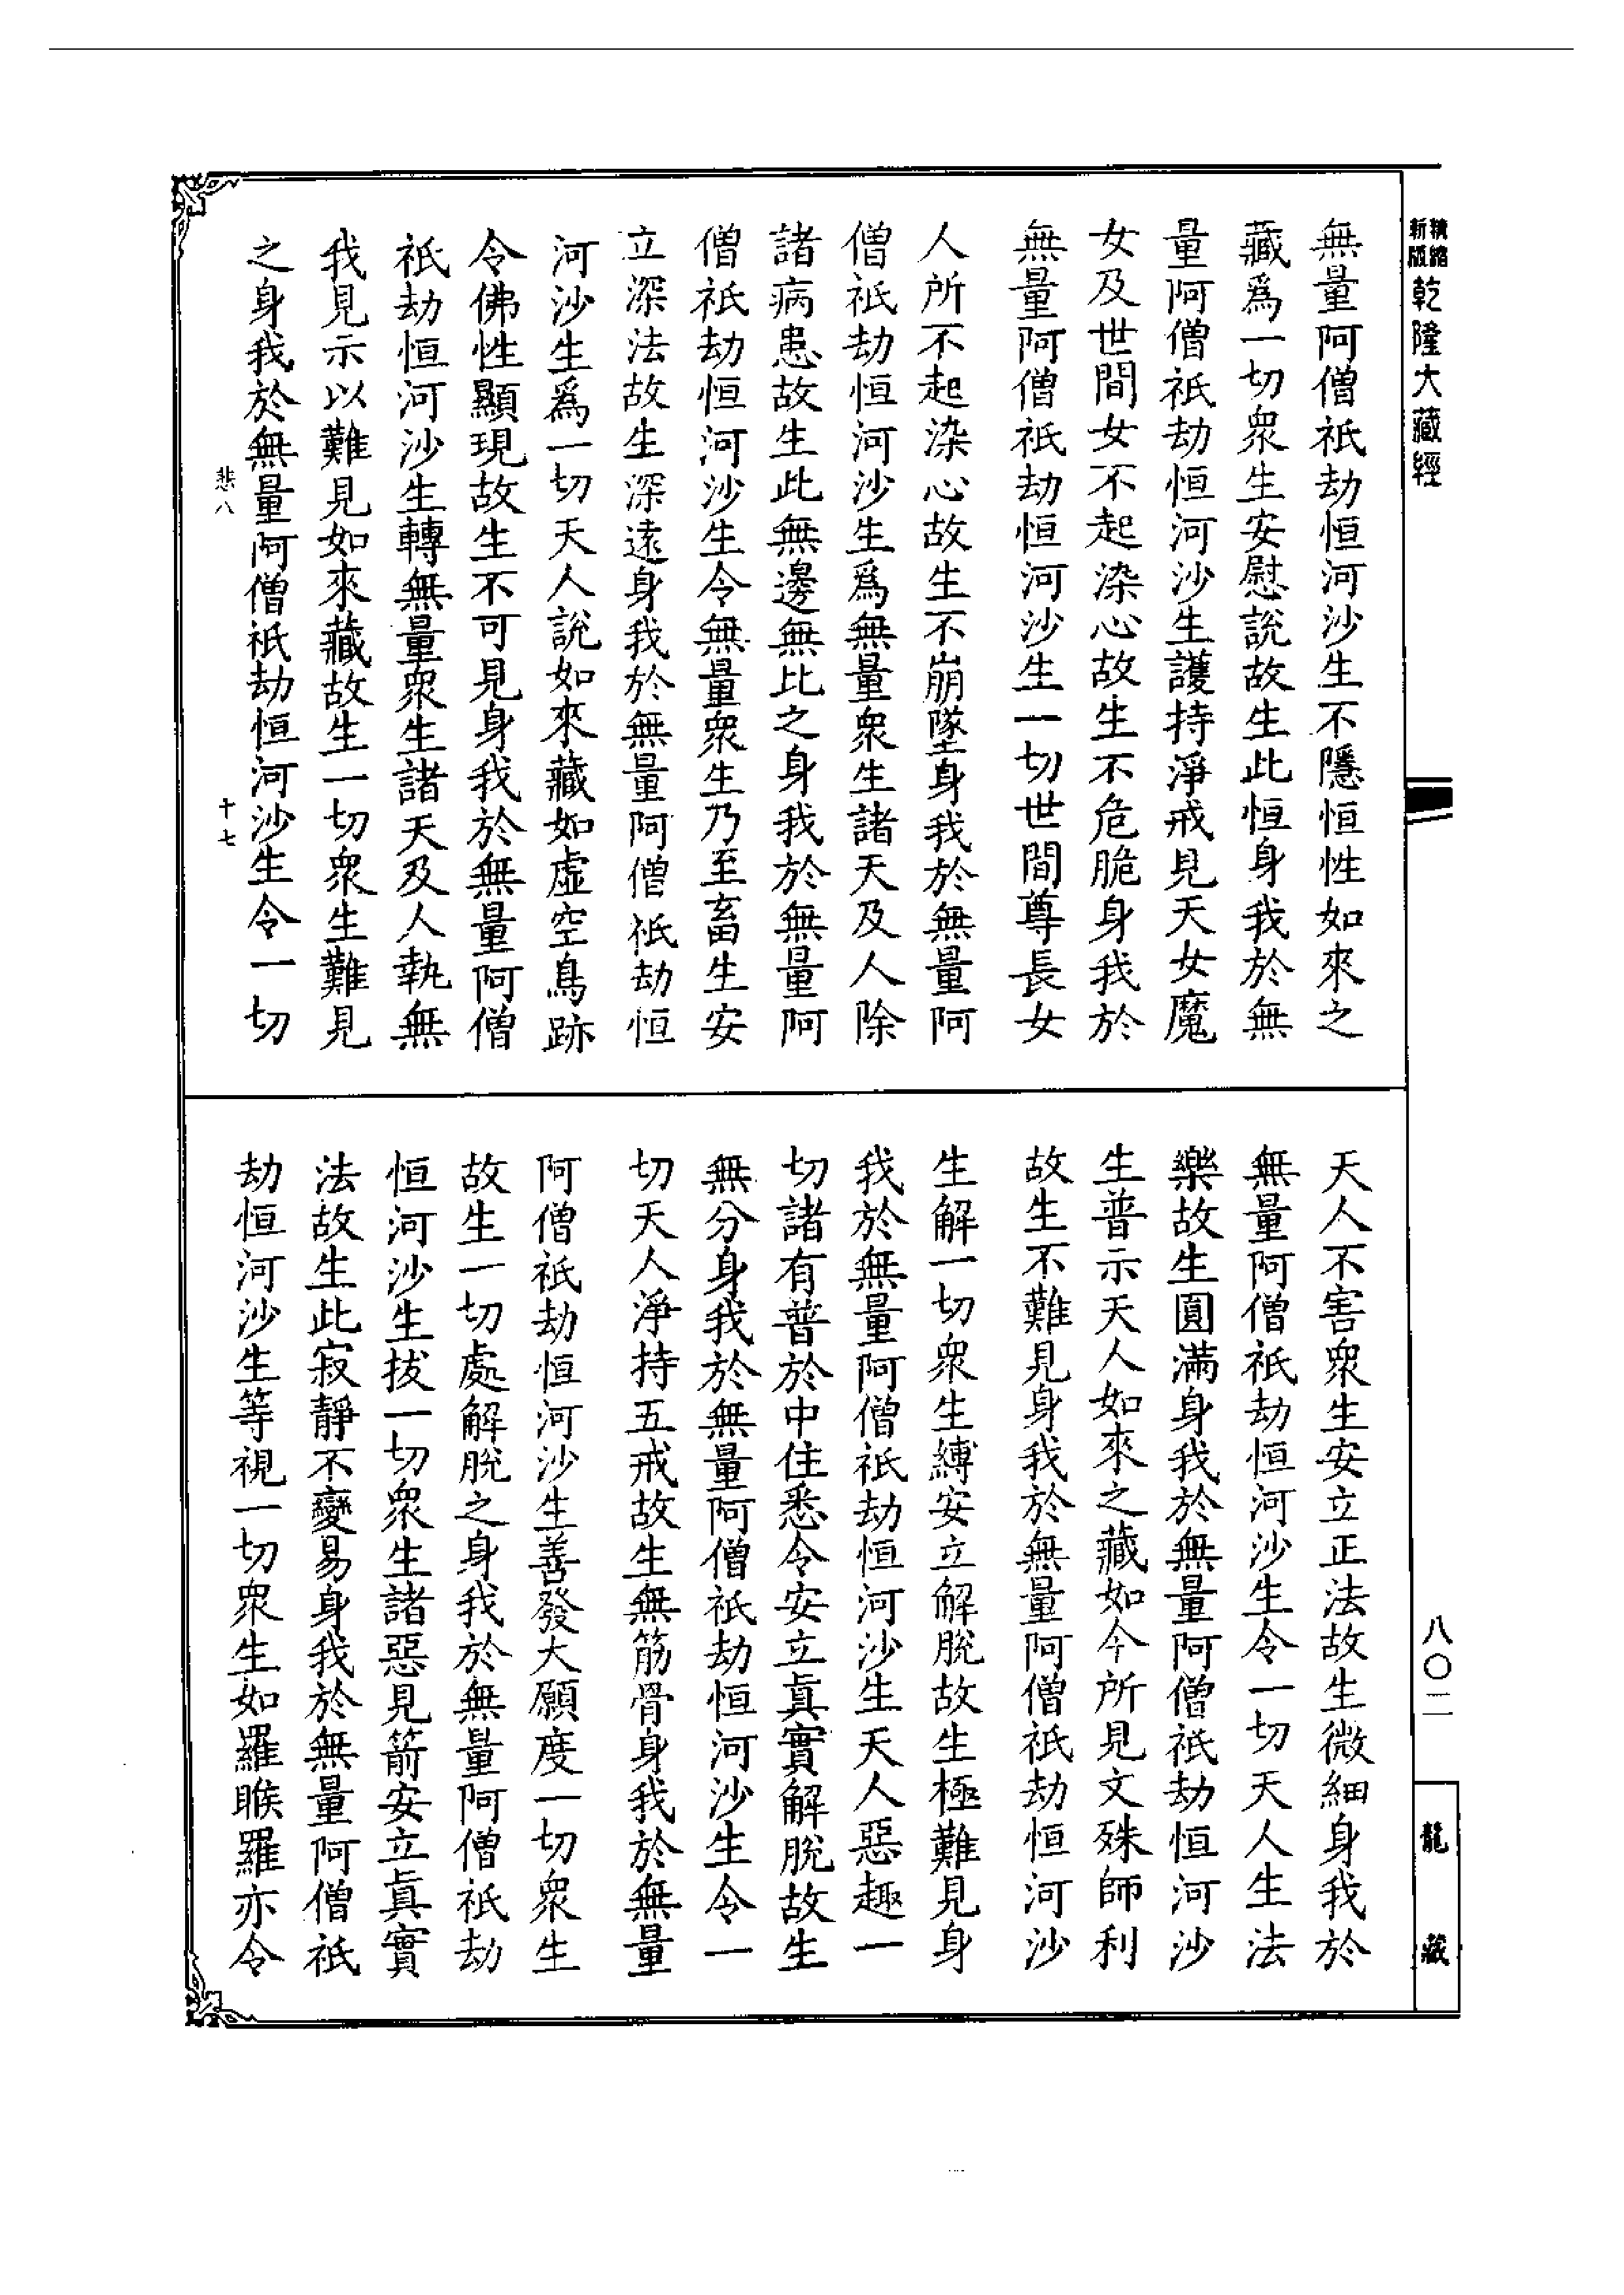 精縮新版乾隆大藏經
無量阿僧祇劫恒河沙生不隱恒性如來之
藏爲一切衆生安慰說故生此恒身我於無
量阿僧祇劫恒河沙生護持淨戒見天女魔
女及世間女不起染心故生不危脆身我於
無量阿僧祇劫恒河沙生一切世間尊長女
人所不起染心故生不崩墜身我於無量阿
僧祇劫恒河沙生爲無量衆生諸天及人除
諸病患故生此無邊無比之身我於無量阿
僧祇劫恒河沙生令無量衆生乃至畜生安
立深法故生深遠身我於無量阿僧祇劫恒
河沙生爲一切天人說如來藏如虛空鳥跡
令佛性顯現故生不可見身我於無量阿僧
祇劫恒河沙生轉無量衆生諸天及人執無
我見示以難見如來藏故生一切衆生難見
之身我於無量阿僧祇劫恒河沙生令一切
悲八
十七
天人不害衆生安立正法故生微細身我於
無量阿僧祇劫恒河沙生令一切天人生法
樂故生圓滿身我於無量阿僧祇劫恒河沙
生普示天人如來之藏如今所見文殊師利
故生不難見身我於無量阿僧祇劫恒河沙
生解一切衆生縛安立解脫故生極難見身
我於無量阿僧祇劫恒河沙生天人惡趣一
切諸有普於中住悉令安立眞實解脫故生
無分身我於無量阿僧祇劫恒河沙生令一
切天人淨持五戒故生無筋骨身我於無量
阿僧祇劫恒河沙生善發大願度一切衆生
故生一切處解脫之身我於無量阿僧祇劫
恒河沙生拔一切衆生諸惡見箭安立眞實
法故生此寂靜不變易身我於無量阿僧祇
劫恒河沙生等視一切衆生如羅睺羅亦令
八〇二
龍藏